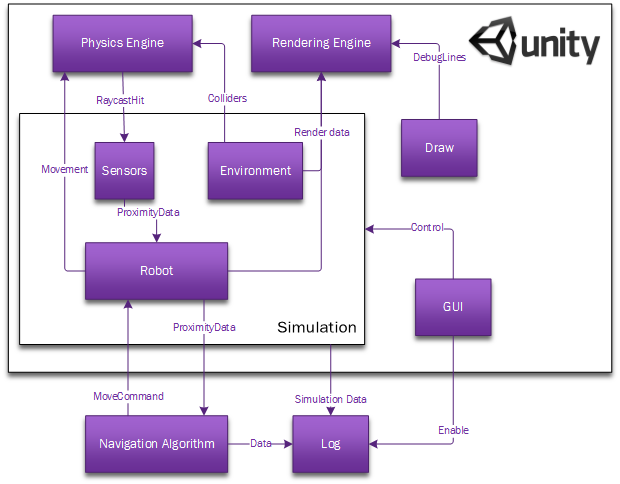 Physics Engine
Rendering Engine
unity
DebugLines
RaycastHit
Colliders
Render data
Draw
Movement
Sensors
Environment
ProximityData
Control
Robot
GUI
Simulation
ProximityData
MoveCommand
Simulation Data
Enable
Navigation Algorithm
Data
Log